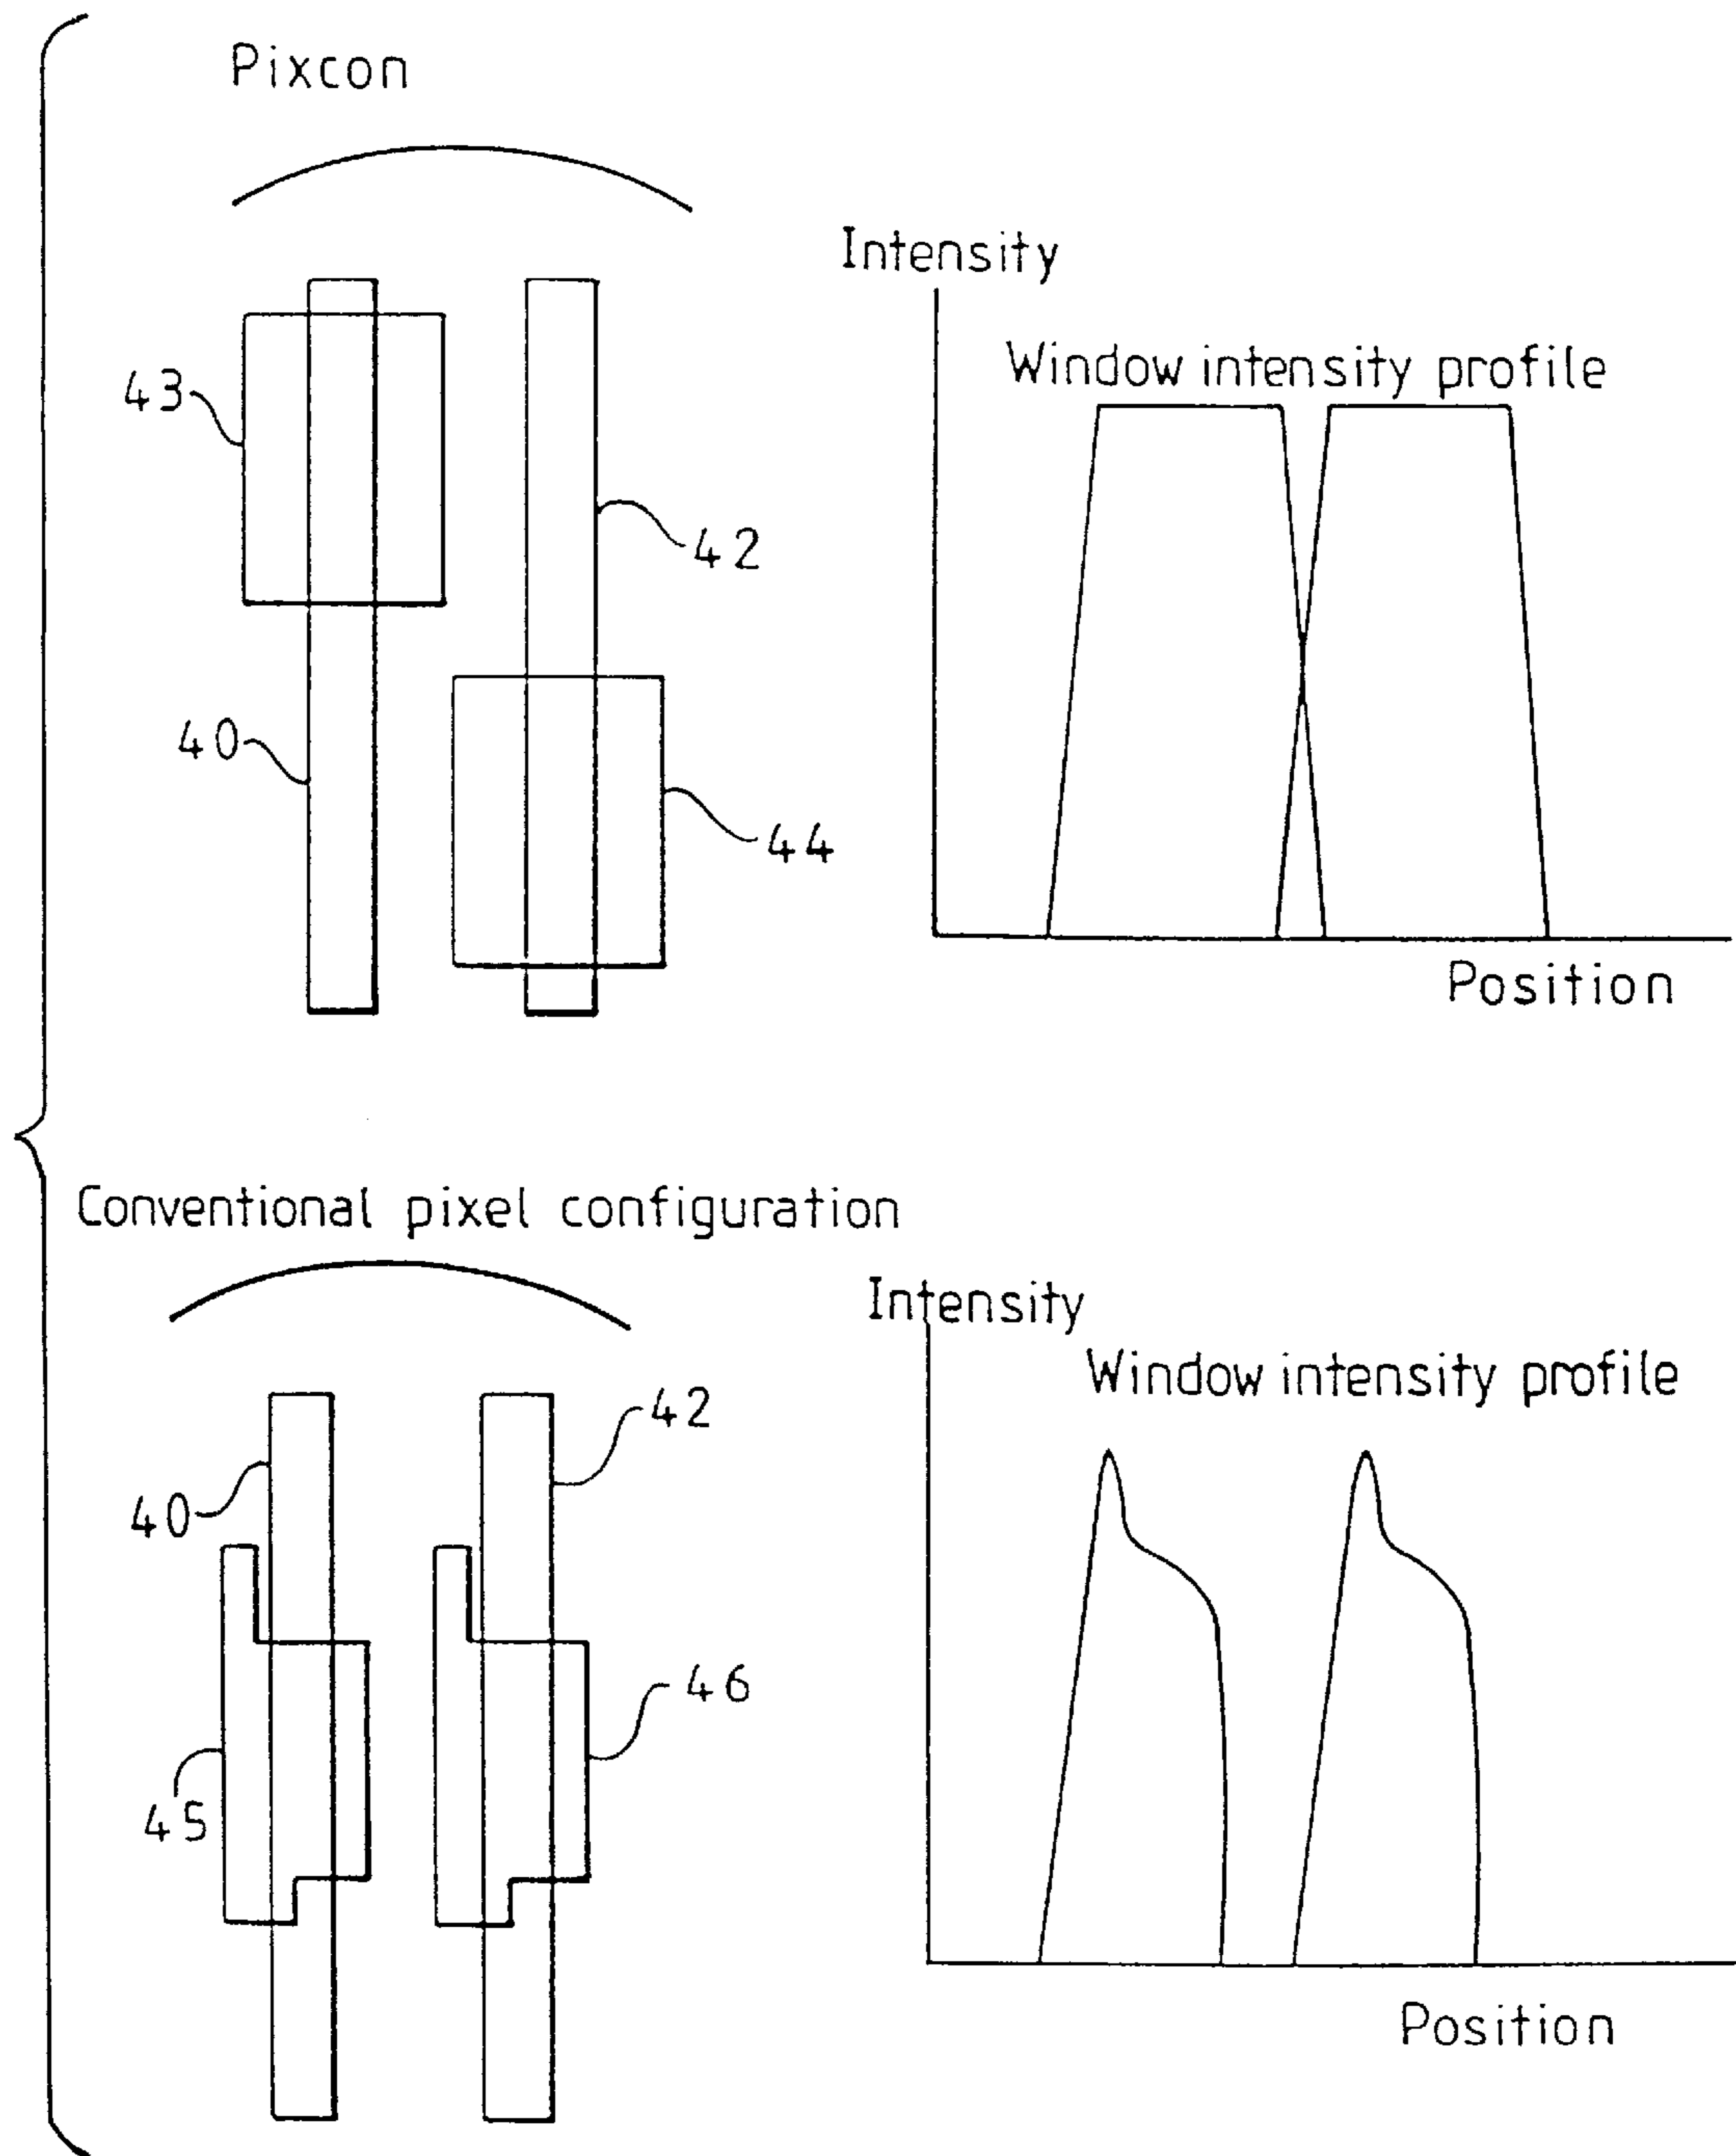 Pixcon
Intensity
Window intensity profile
43
42
40
44
Position
Conventional pixel configuration
Intensity
Window intensity profile
42
40
46
45
Position